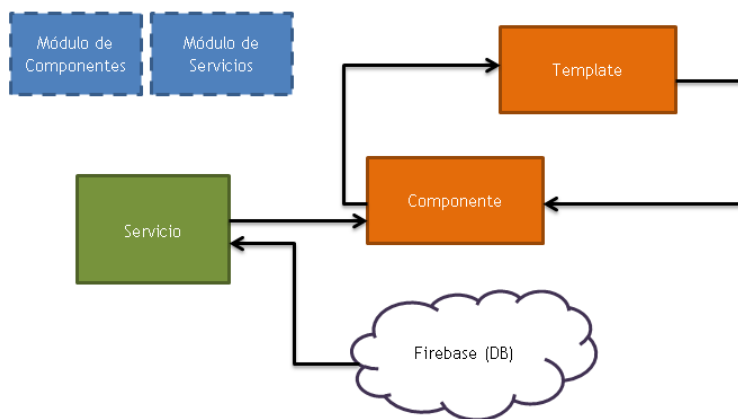 Módulo de
Componentes
Módulo de
Servicios
Template
Componente
Servicio
Firebase (DB)